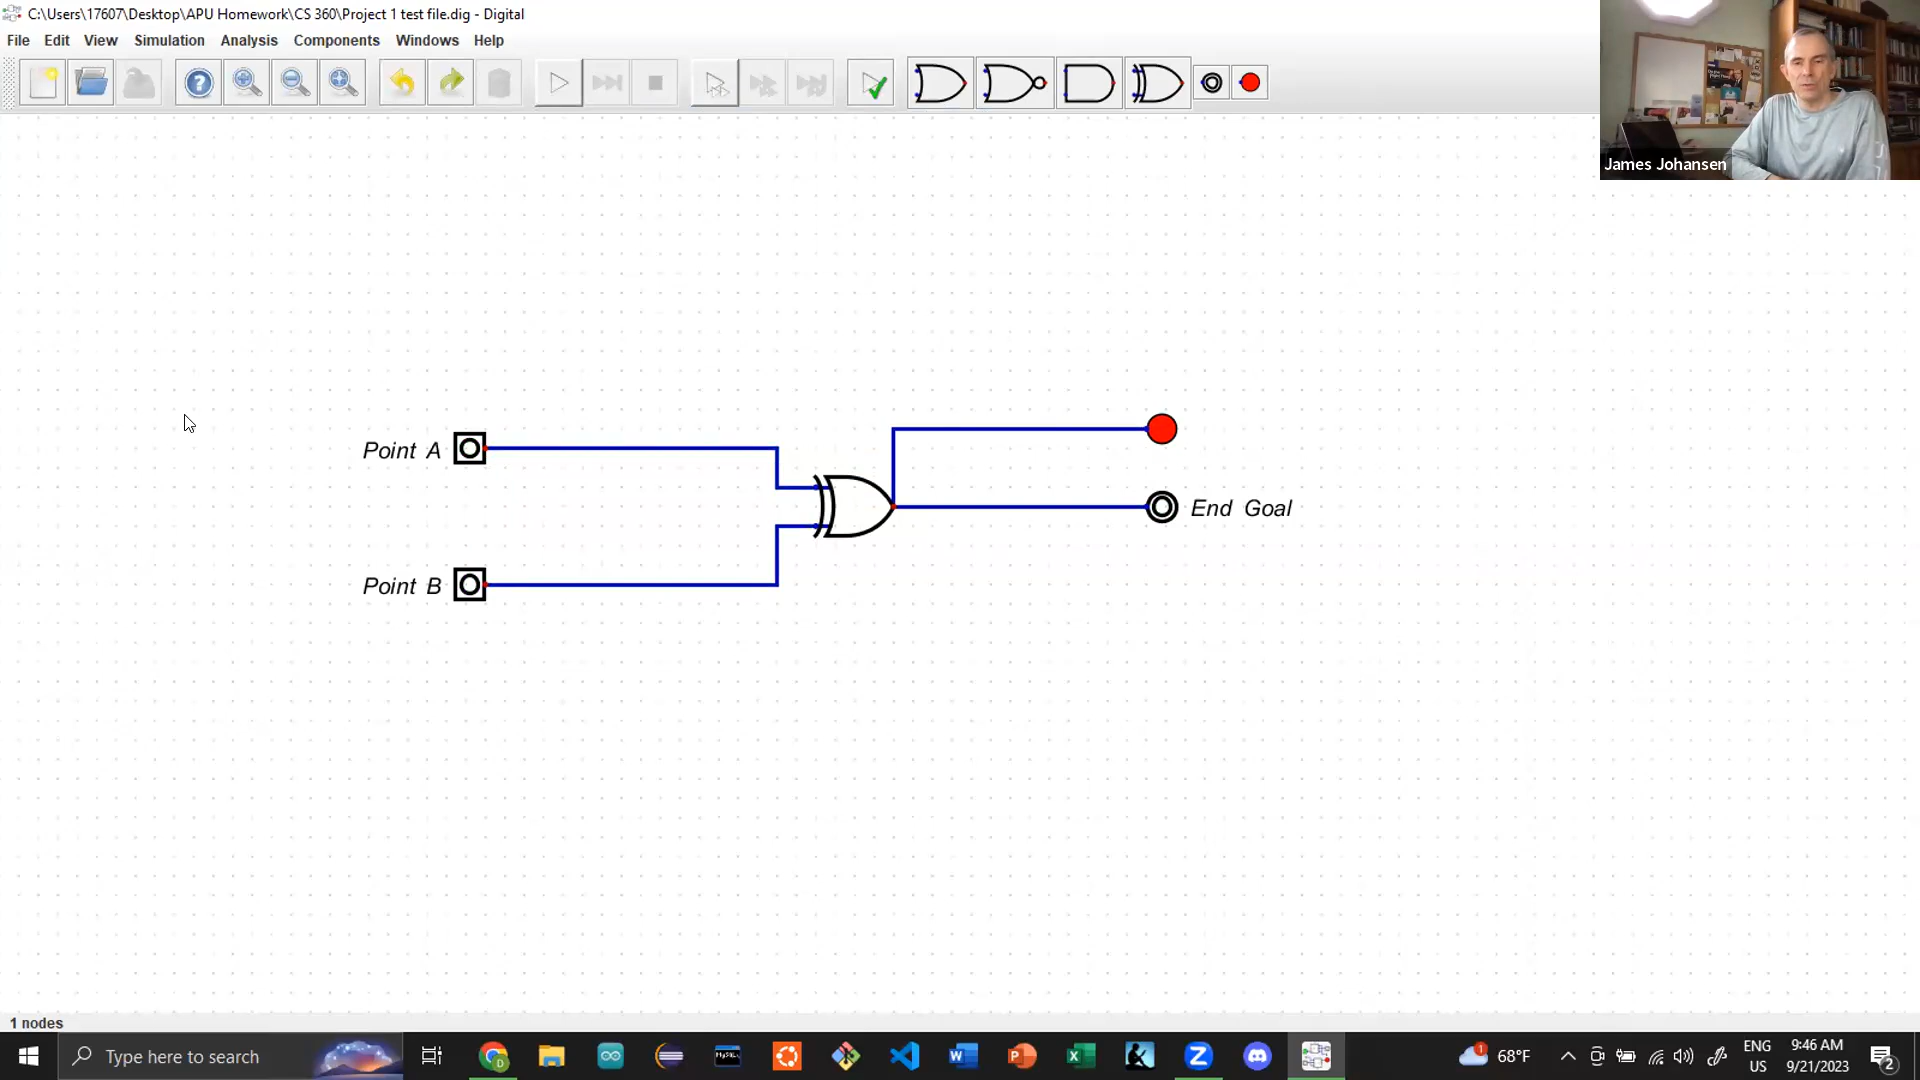 C:\Users\17607\Desktop\APU Homework\CS 360\Project 1 test file.dig - Digital
File Edit View Simulation Analysis Components Windows Help
James Johansen
Point A
End Goal
Point B
1 nodes
Type here to search
1
68°F
ENG
US
9:46 AM
9/21/2023
2